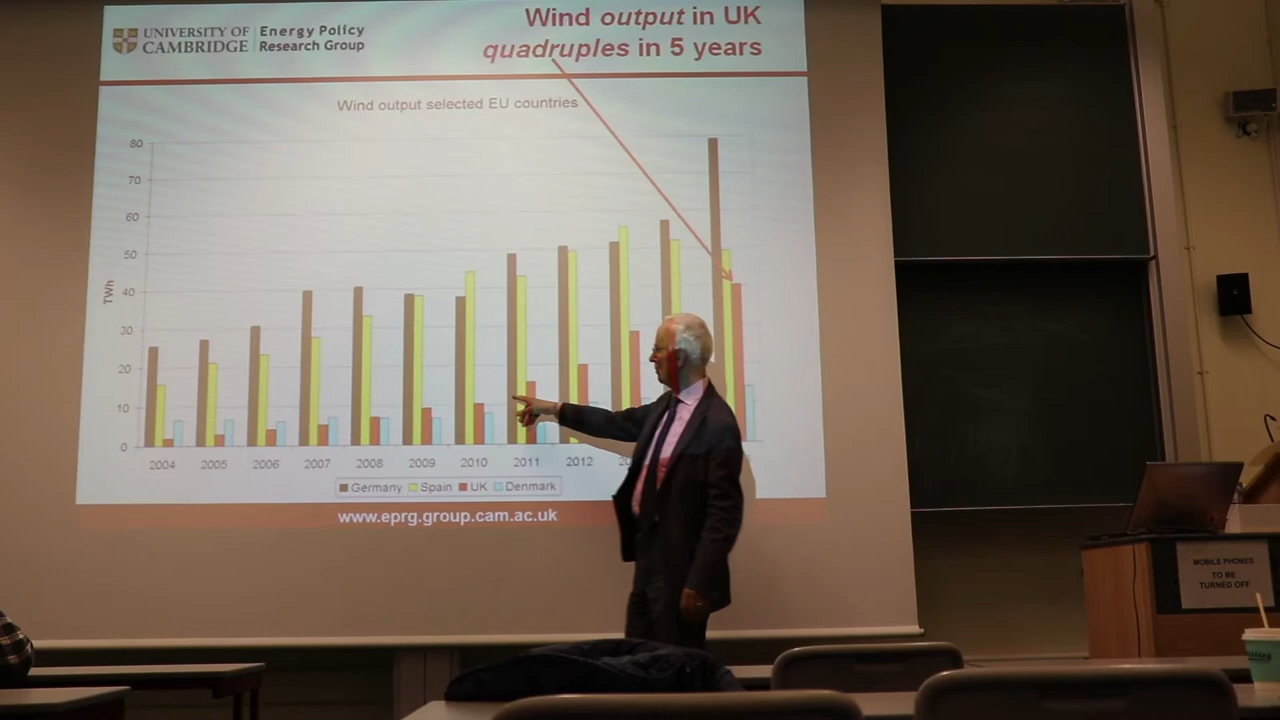 UNIVERSITY OF
CAMBRIDGE
Energy Policy
Research Group
Wind output in UK
quadruples in 5 years
Wind output selected EU countries
80
70
60
50
40
30
20
10
0
TWh
2004 2005 2006 2007 2008 2009 2010 2011 2012
Germany Spain UK Denmark
www.eprg.group.cam.ac.uk
MOBILE PHONES
TO BE
TURNED OFF